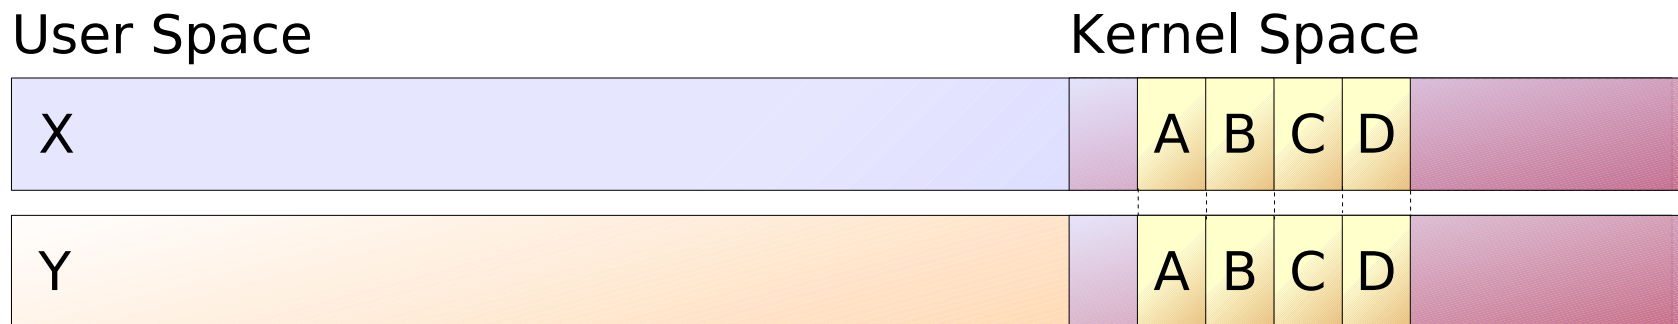 User Space Kernel Space
X A B C D
Y A B C D